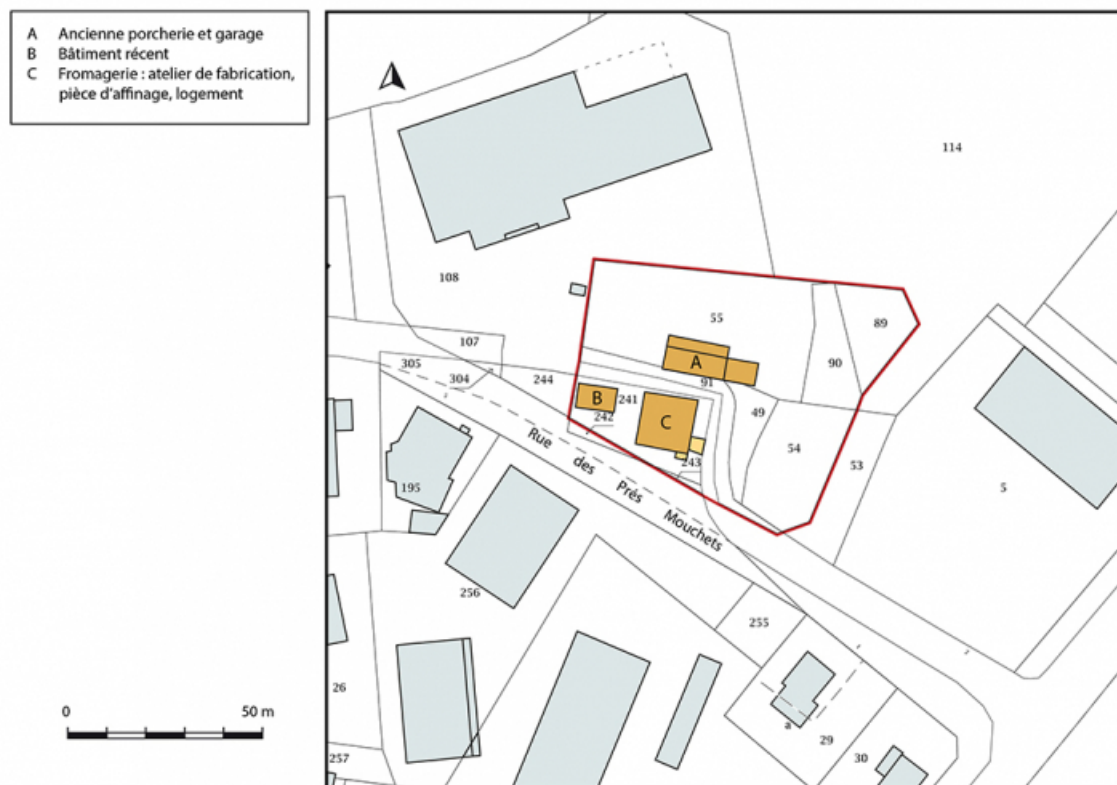 A Ancienne porcherie et garage
B Bâtiment récent
C Fromagerie : atelier de fabrication,
pièce d'affinage, logement
114
108
55
89
107
90
305
304
244
A
91
B
241
242
C
49
243
54
53
5
Rue des Prés Mouchets
195
256
255
26
a
29
30
257
0 50 m